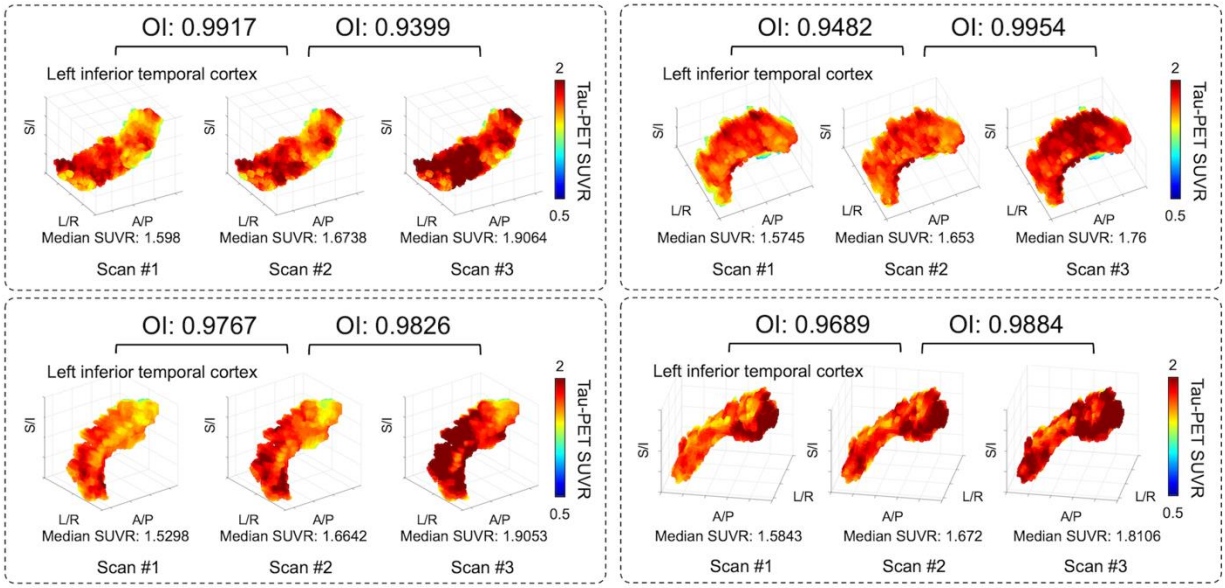 OI: 0.9917 OI: 0.9399
Left inferior temporal cortex
2
Tau-PET SUVR
0.5
S/I
L/R A/P
Median SUVR: 1.598 Median SUVR: 1.6738 Median SUVR: 1.9064
Scan #1 Scan #2 Scan #3
OI: 0.9482 OI: 0.9954
Left inferior temporal cortex
2
Tau-PET SUVR
0.5
S/I
L/R A/P
Median SUVR: 1.5745 Median SUVR: 1.653 Median SUVR: 1.76
Scan #1 Scan #2 Scan #3
OI: 0.9767 OI: 0.9826
Left inferior temporal cortex
2
Tau-PET SUVR
0.5
S/I
L/R A/P
Median SUVR: 1.5298 Median SUVR: 1.6642 Median SUVR: 1.9053
Scan #1 Scan #2 Scan #3
OI: 0.9689 OI: 0.9884
Left inferior temporal cortex
2
Tau-PET SUVR
0.5
S/I S/I S/I
L/R L/R L/R
A/P A/P A/P
Median SUVR: 1.5843 Median SUVR: 1.672 Median SUVR: 1.8106
Scan #1 Scan #2 Scan #3